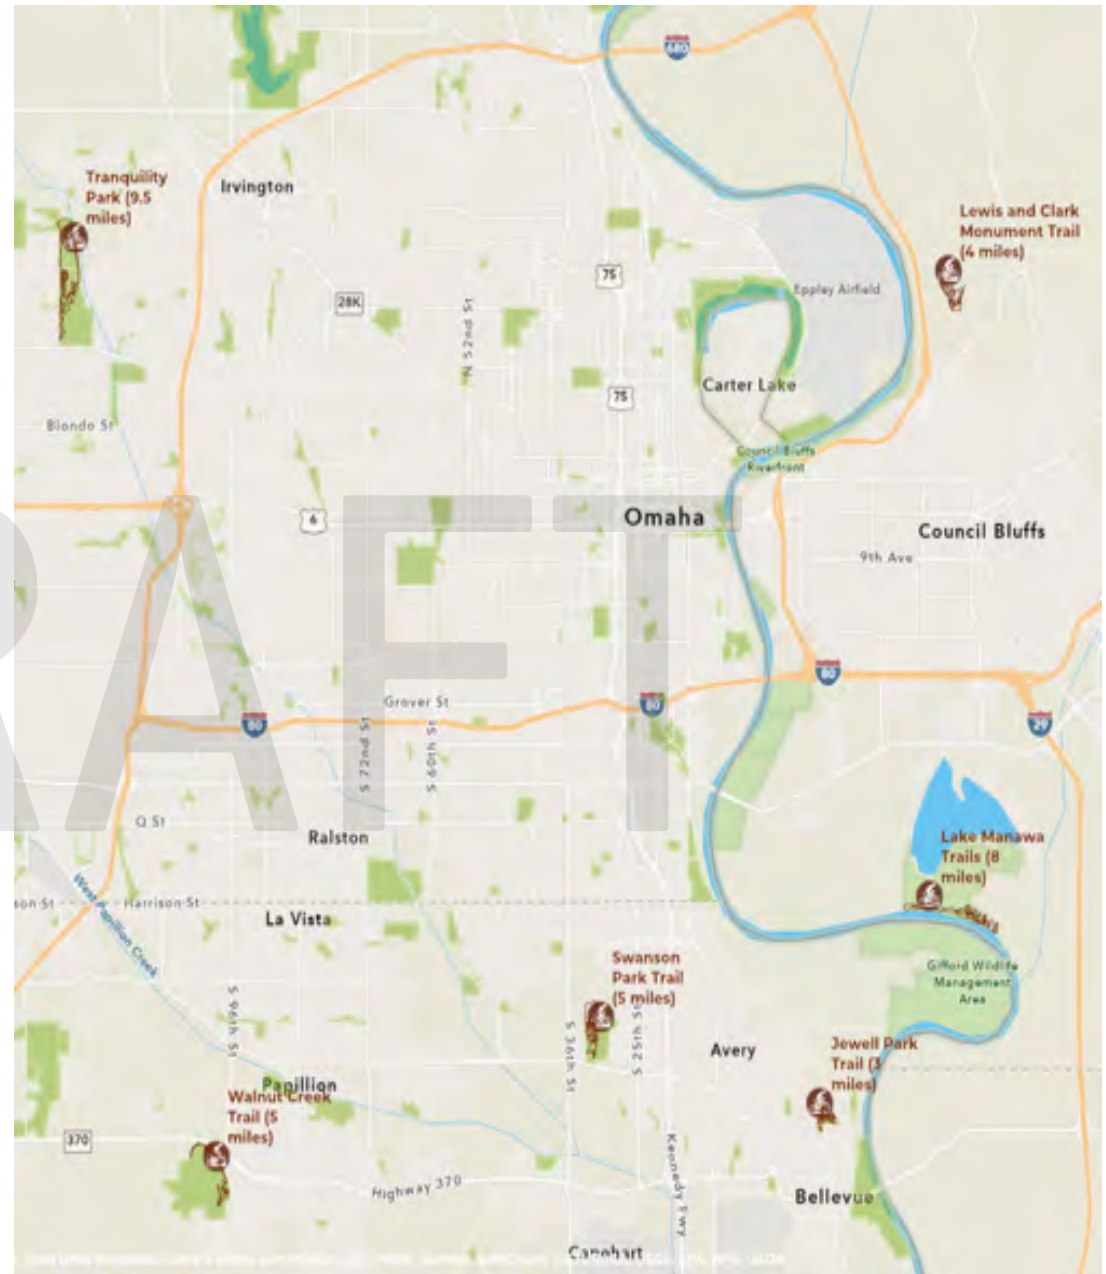 680
Tranquility
Park (9.5
miles)
Irvington
Lewis and Clark
Monument Trail
(4 miles)
75
Eppley Airfield
28K
N 52nd St
Carter Lake
75
Blondo St
Council Bluffs
Riverfront
RAFT
6
Omaha
Council Bluffs
9th Ave
80
Grover St
80
80
29
S 72nd St
S 60th St
Q St
Ralston
Lake Manawa
Trails (8
miles)
West Papillion Creek
son St
Harrison St
La Vista
Swanson
Park Trail
(5 miles)
Gifford Wildlife
Management
Area
S 96th St
S 36th St
S 25th St
Avery
Jewell Park
Trail (3
miles)
Papillion
Walnut Creek
Trail (5
miles)
370
Kennedy Fwy
Highway 370
Bellevue
Capehart